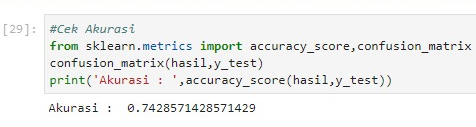 [29]: #Cek Akurasi
from sklearn.metrics import accuracy_score,confusion_matrix
confusion_matrix(hasil,y_test)
print('Akurasi : ',accuracy_score(hasil,y_test))
Akurasi :  0.7428571428571429